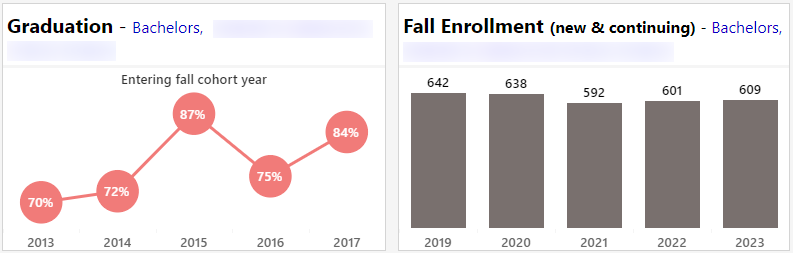 Graduation - Bachelors,
Entering fall cohort year
87%
84%
75%
72%
70%
2013 2014 2015 2016 2017
Fall Enrollment (new & continuing) - Bachelors,
642 638 592 601 609
2019 2020 2021 2022 2023